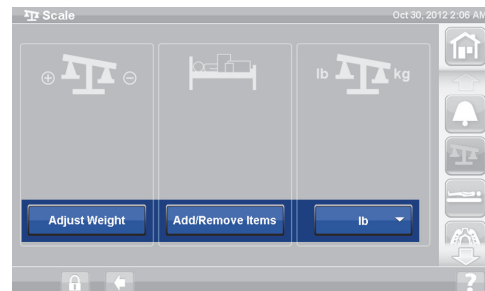 Scale Oct 30, 2012 2:06 AM
lb kg
Adjust Weight Add/Remove Items lb
?